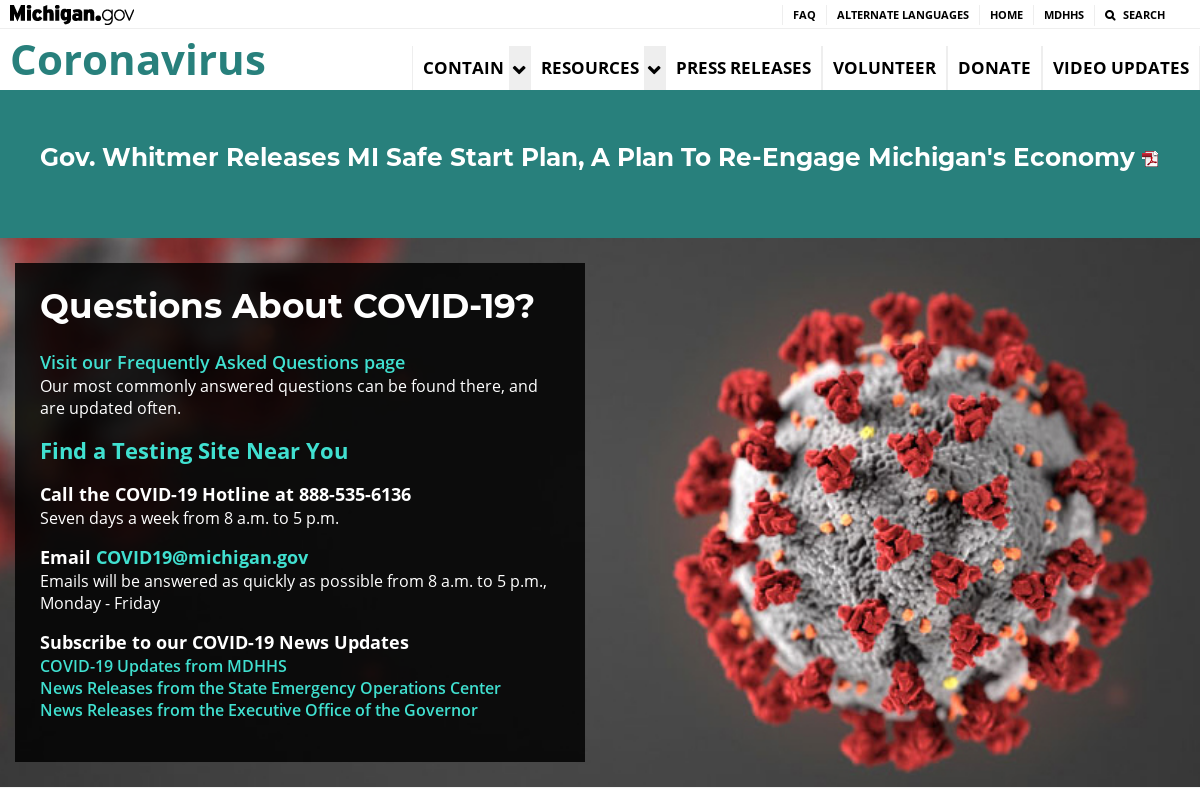 Michigan.gov
FAQ
ALTERNATE LANGUAGES
HOME
MDHHS
SEARCH
Coronavirus
CONTAIN
RESOURCES
PRESS RELEASES
VOLUNTEER
DONATE
VIDEO UPDATES
Gov. Whitmer Releases MI Safe Start Plan, A Plan To Re-Engage Michigan's Economy
Questions About COVID-19?
Visit our Frequently Asked Questions page
Our most commonly answered questions can be found there, and
are updated often.
Find a Testing Site Near You
Call the COVID-19 Hotline at 888-535-6136
Seven days a week from 8 a.m. to 5 p.m.
Email COVID19@michigan.gov
Emails will be answered as quickly as possible from 8 a.m. to 5 p.m.,
Monday - Friday
Subscribe to our COVID-19 News Updates
COVID-19 Updates from MDHHS
News Releases from the State Emergency Operations Center
News Releases from the Executive Office of the Governor